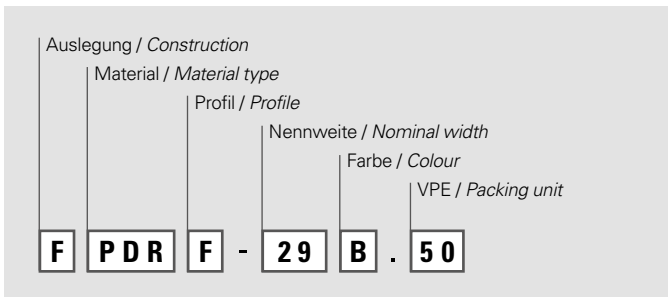 Auslegung / Construction
Material / Material type
Profil / Profile
Nennweite / Nominal width
Farbe / Colour
VPE / Packing unit
F PDR F - 29 B . 50